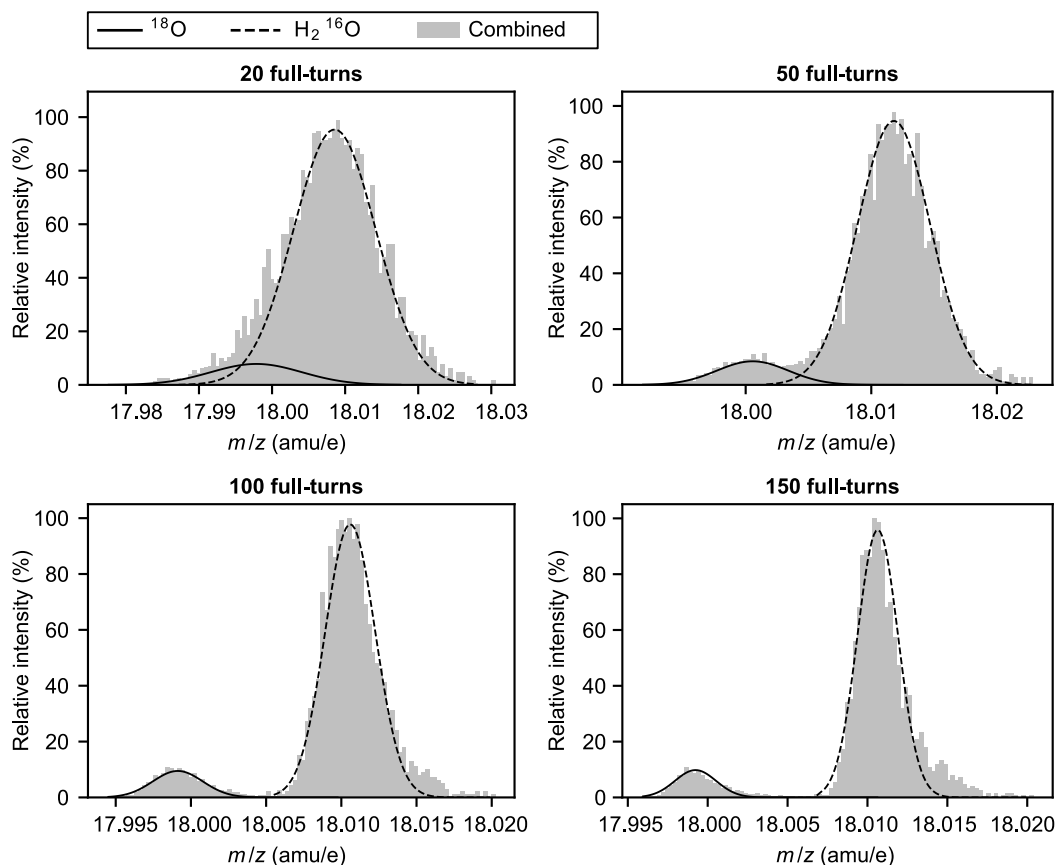 ¹⁸O H₂ ¹⁶O Combined
20 full-turns
Relative intensity (%)
100
80
60
40
20
0
17.98 17.99 18.00 18.01 18.02 18.03
m/z (amu/e)
50 full-turns
Relative intensity (%)
100
80
60
40
20
0
18.00 18.01 18.02
m/z (amu/e)
100 full-turns
Relative intensity (%)
100
80
60
40
20
0
17.995 18.000 18.005 18.010 18.015 18.020
m/z (amu/e)
150 full-turns
Relative intensity (%)
100
80
60
40
20
0
17.995 18.000 18.005 18.010 18.015 18.020
m/z (amu/e)